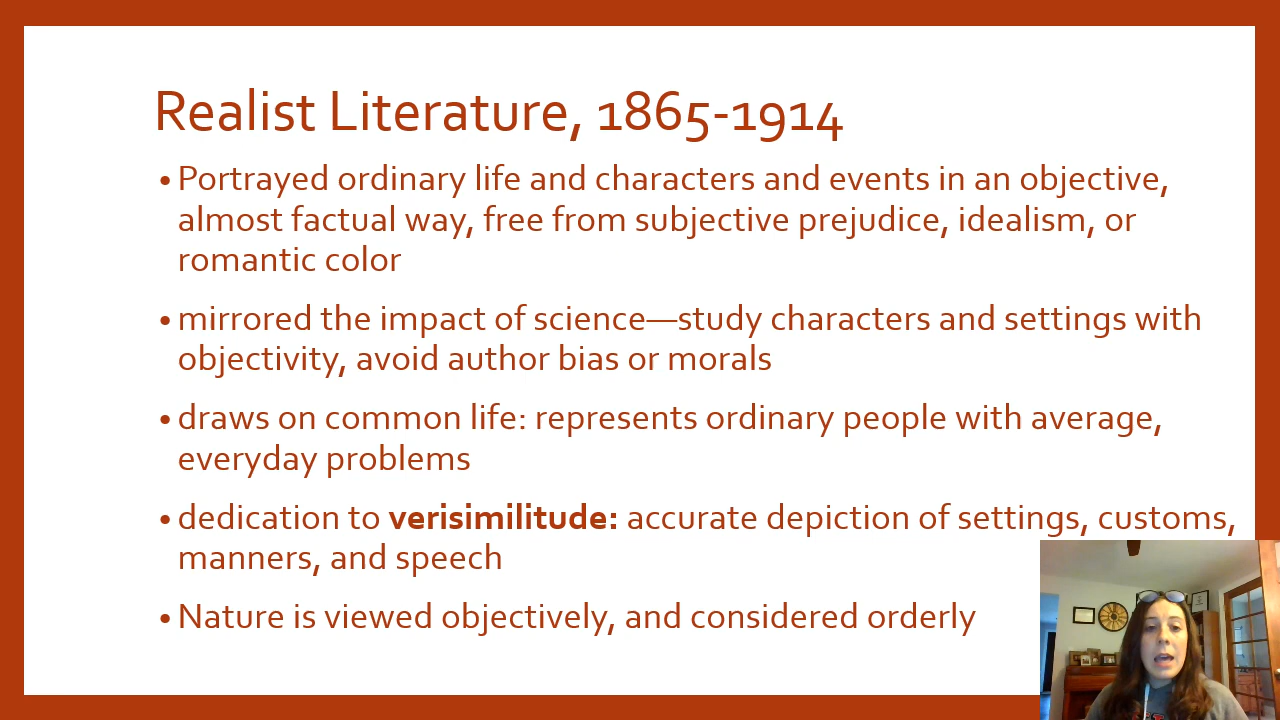 Realist Literature, 1865-1914
• Portrayed ordinary life and characters and events in an objective,
almost factual way, free from subjective prejudice, idealism, or
romantic color
• mirrored the impact of science—study characters and settings with
objectivity, avoid author bias or morals
• draws on common life: represents ordinary people with average,
everyday problems
• dedication to verisimilitude: accurate depiction of settings, customs,
manners, and speech
• Nature is viewed objectively, and considered orderly